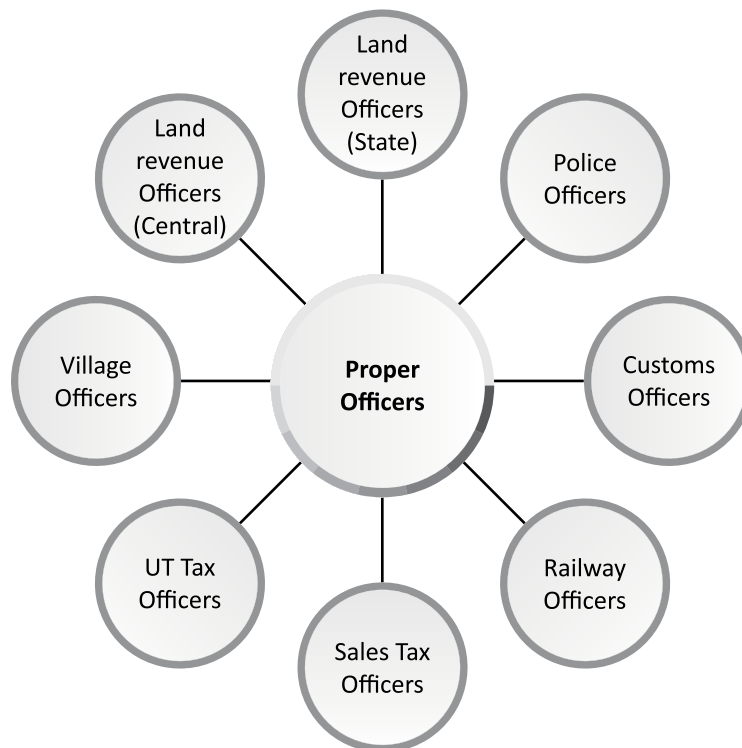 Land
revenue
Officers
(State)
Police
Officers
Customs
Officers
Railway
Officers
Sales Tax
Officers
UT Tax
Officers
Village
Officers
Land
revenue
Officers
(Central)
Proper
Officers